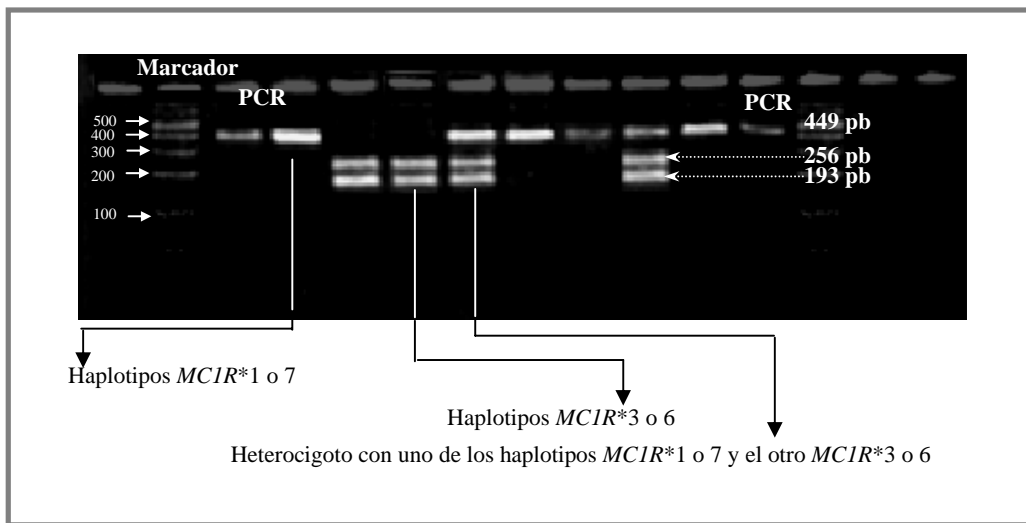 Marcador
PCR
PCR
500
449 pb
400
300
256 pb
200
193 pb
100
Haplotipos MC1R*1 o 7
Haplotipos MC1R*3 o 6
Heterocigoto con uno de los haplotipos MC1R*1 o 7 y el otro MC1R*3 o 6